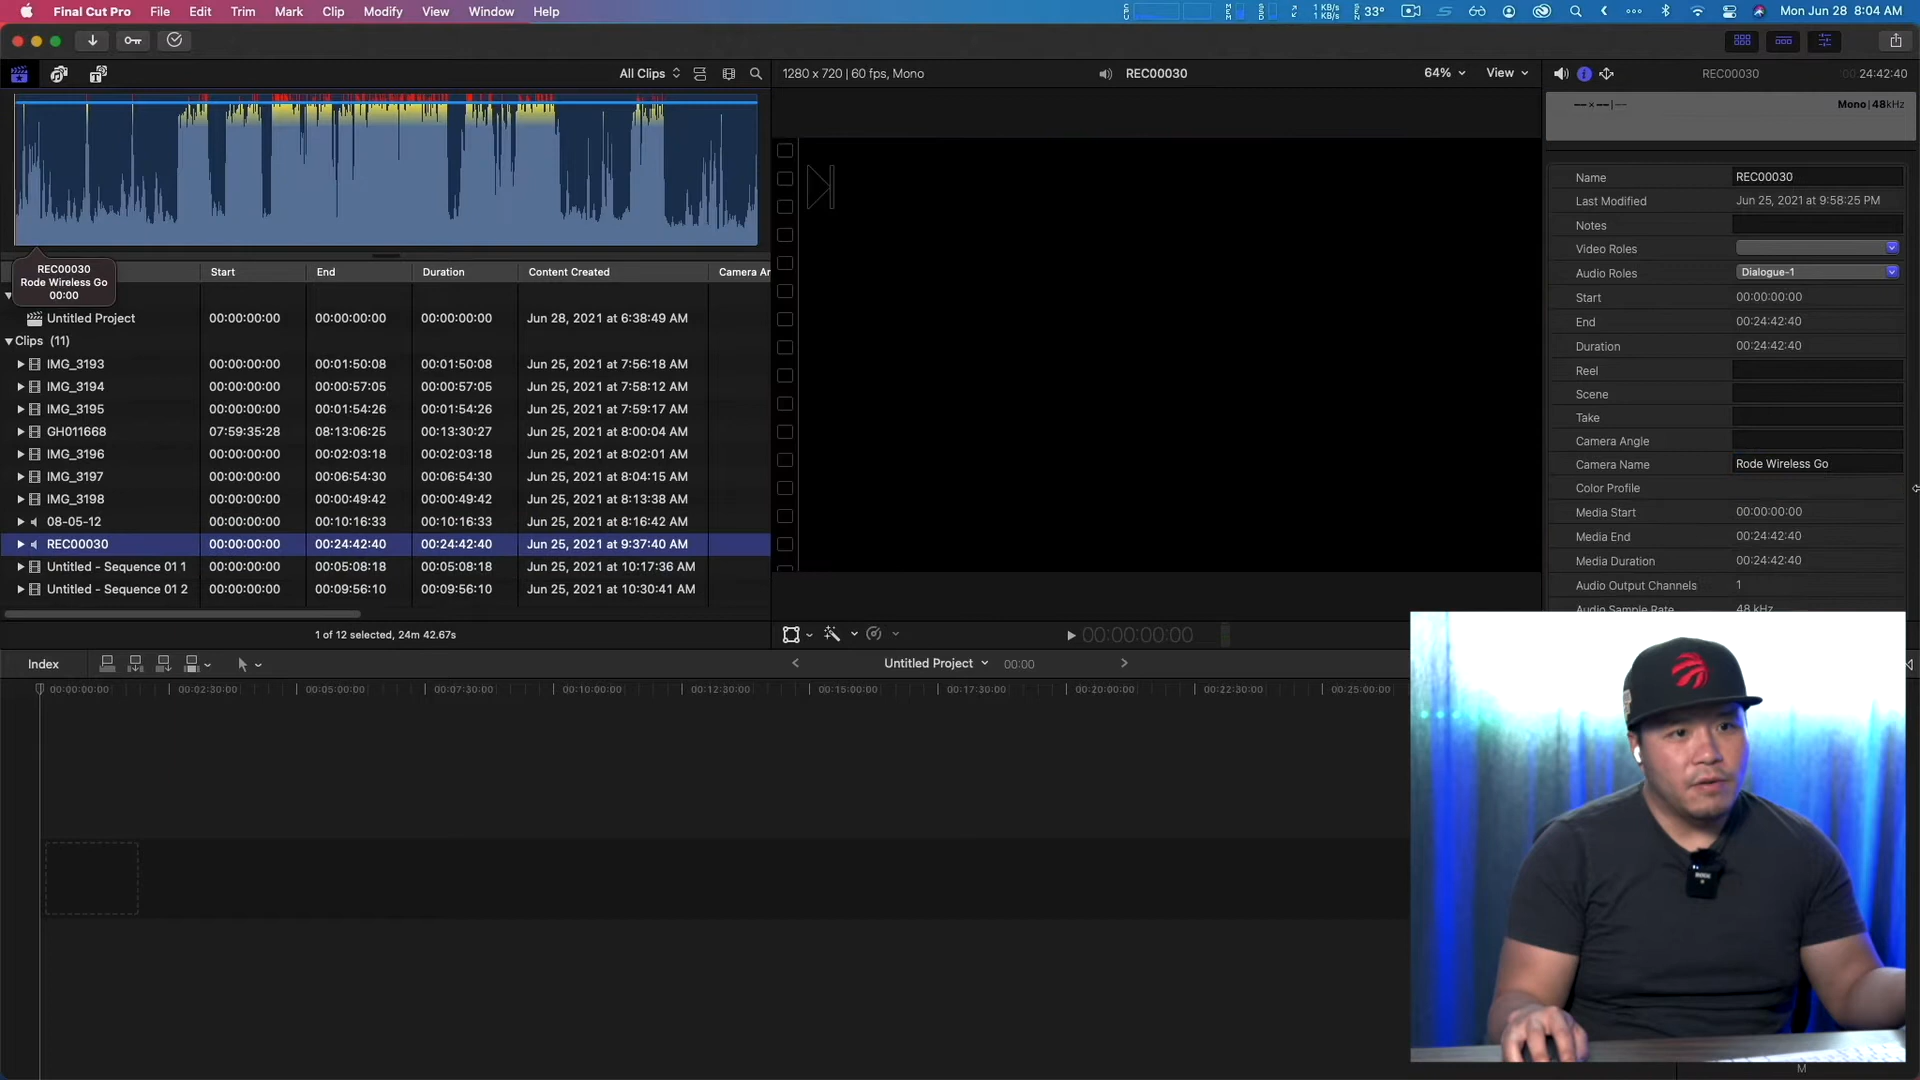 Final Cut Pro File Edit Trim Mark Clip Modify View Window Help 1 KB/s 1 KB/s 33° Mon Jun 28 8:04 AM
All Clips 1280 x 720 | 60 fps, Mono REC00030 64% View REC00030 24:42:40
Mono | 48kHz
Name REC00030
Last Modified Jun 25, 2021 at 9:58:25 PM
Notes
Video Roles
Audio Roles Dialogue-1
Start 00:00:00:00
End 00:24:42:40
Duration 00:24:42:40
Reel
Scene
Take
Camera Angle
Camera Name Rode Wireless Go
Color Profile
Media Start 00:00:00:00
Media End 00:24:42:40
Media Duration 00:24:42:40
Audio Output Channels 1
Audio Sample Rate 48 kHz
REC00030
Rode Wireless Go
00:00
Start End Duration Content Created Camera An
Untitled Project 00:00:00:00 00:00:00:00 00:00:00:00 Jun 28, 2021 at 6:38:49 AM
Clips (11)
IMG_3193 00:00:00:00 00:01:50:08 00:01:50:08 Jun 25, 2021 at 7:56:18 AM
IMG_3194 00:00:00:00 00:00:57:05 00:00:57:05 Jun 25, 2021 at 7:58:12 AM
IMG_3195 00:00:00:00 00:01:54:26 00:01:54:26 Jun 25, 2021 at 7:59:17 AM
GH011668 07:59:35:28 08:13:06:25 00:13:30:27 Jun 25, 2021 at 8:00:04 AM
IMG_3196 00:00:00:00 00:02:03:18 00:02:03:18 Jun 25, 2021 at 8:02:01 AM
IMG_3197 00:00:00:00 00:06:54:30 00:06:54:30 Jun 25, 2021 at 8:04:15 AM
IMG_3198 00:00:00:00 00:00:49:42 00:00:49:42 Jun 25, 2021 at 8:13:38 AM
08-05-12 00:00:00:00 00:10:16:33 00:10:16:33 Jun 25, 2021 at 8:16:42 AM
REC00030 00:00:00:00 00:24:42:40 00:24:42:40 Jun 25, 2021 at 9:37:40 AM
Untitled - Sequence 01 1 00:00:00:00 00:05:08:18 00:05:08:18 Jun 25, 2021 at 10:17:36 AM
Untitled - Sequence 01 2 00:00:00:00 00:09:56:10 00:09:56:10 Jun 25, 2021 at 10:30:41 AM
1 of 12 selected, 24m 42.67s 00:00:00:00
Index Untitled Project 00:00
00:00:00:00 00:02:30:00 00:05:00:00 00:07:30:00 00:10:00:00 00:12:30:00 00:15:00:00 00:17:30:00 00:20:00:00 00:22:30:00 00:25:00:00
M